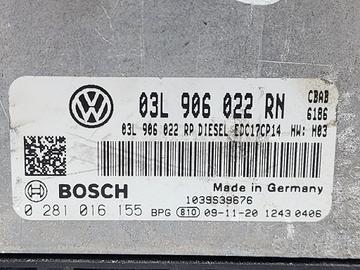 03L 906 022 RN CBAB
6186
03L 906 022 RP DIESEL EDC17CP14 HW: H03
BOSCH Made in Germany
1039S39676
0 281 016 155 BPG 810 09-11-20 1243 0406